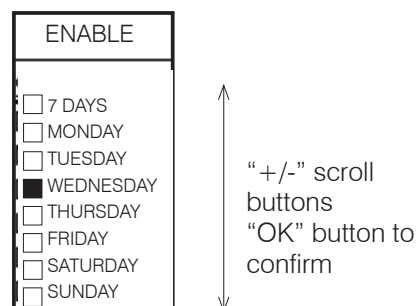 ENABLE
7 DAYS
MONDAY
TUESDAY
WEDNESDAY
THURSDAY
FRIDAY
SATURDAY
SUNDAY
“+/-” scroll
buttons
“OK” button to
confirm